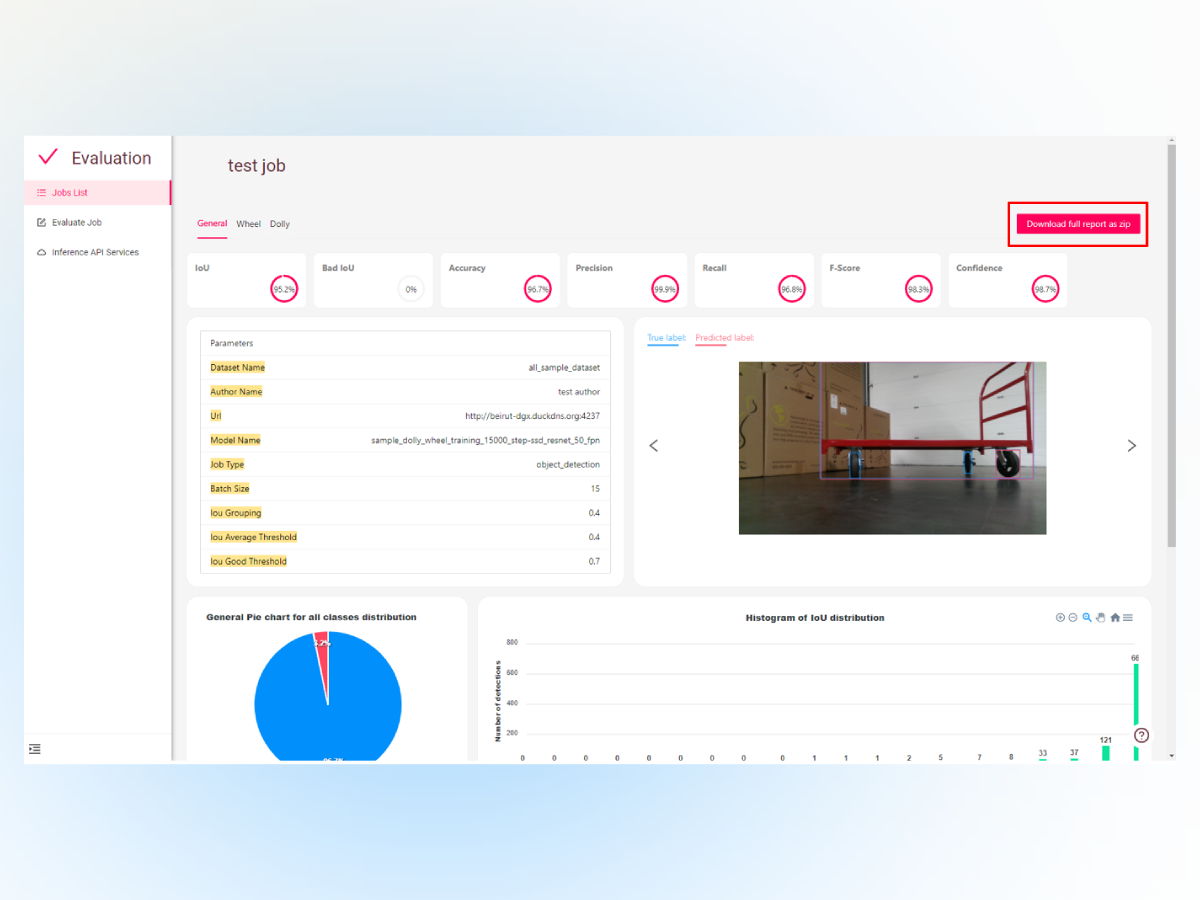 Evaluation
Jobs List
Evaluate Job
Inference API Services
test job
General Wheel Dolly
Download full report as zip
IoU
95.2%
Bad IoU
0%
Accuracy
96.7%
Precision
99.9%
Recall
96.8%
F-Score
98.3%
Confidence
98.7%
Parameters
Dataset Name all_sample_dataset
Author Name test author
Url http://beirut-dgx.duckdns.org:4237
Model Name sample_dolly_wheel_training_15000_step-ssd_resnet_50_fpn
Job Type object_detection
Batch Size 15
Iou Grouping 0.4
Iou Average Threshold 0.4
Iou Good Threshold 0.7
True label: Predicted label:
General Pie chart for all classes distribution
Histogram of IoU distribution
Number of detections
800
600
400
200
0 0 0 0 0 0 0 0 0 1 1 1 2 5 7 8 33 37 121 66
?